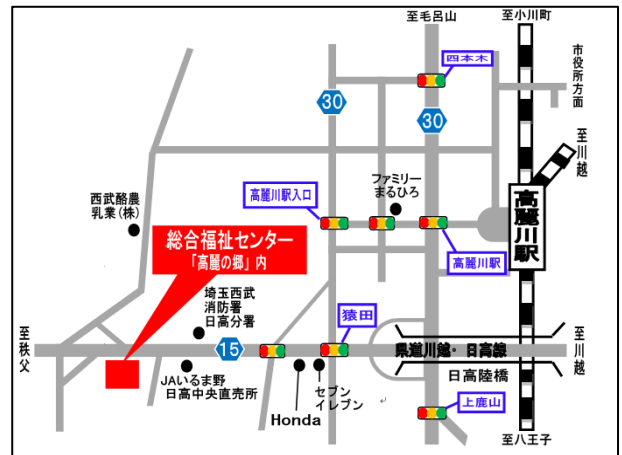 至毛呂山
至小川町
四本木
市役所方面
30
30
至川越
ファミリー
まるひろ
西武酪農
乳業(株)
高麗川駅入口
高麗川駅
高麗川駅
総合福祉センター
「高麗の郷」内
埼玉西武
消防署
日高分署
猿田
至秩父
15
県道川越・日高線
至川越
JAいるま野
日高中央直売所
セブン
イレブン
Honda
日高陸橋
上鹿山
至八王子